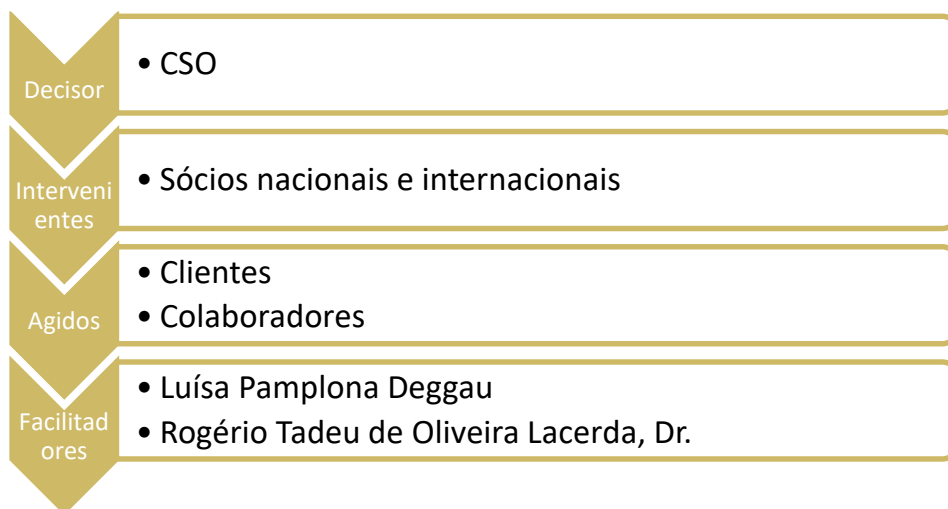 Decisor
• CSO
Interveni
entes
• Sócios nacionais e internacionais
Agidos
• Clientes
• Colaboradores
Facilitad
ores
• Luísa Pamplona Deggau
• Rogério Tadeu de Oliveira Lacerda, Dr.